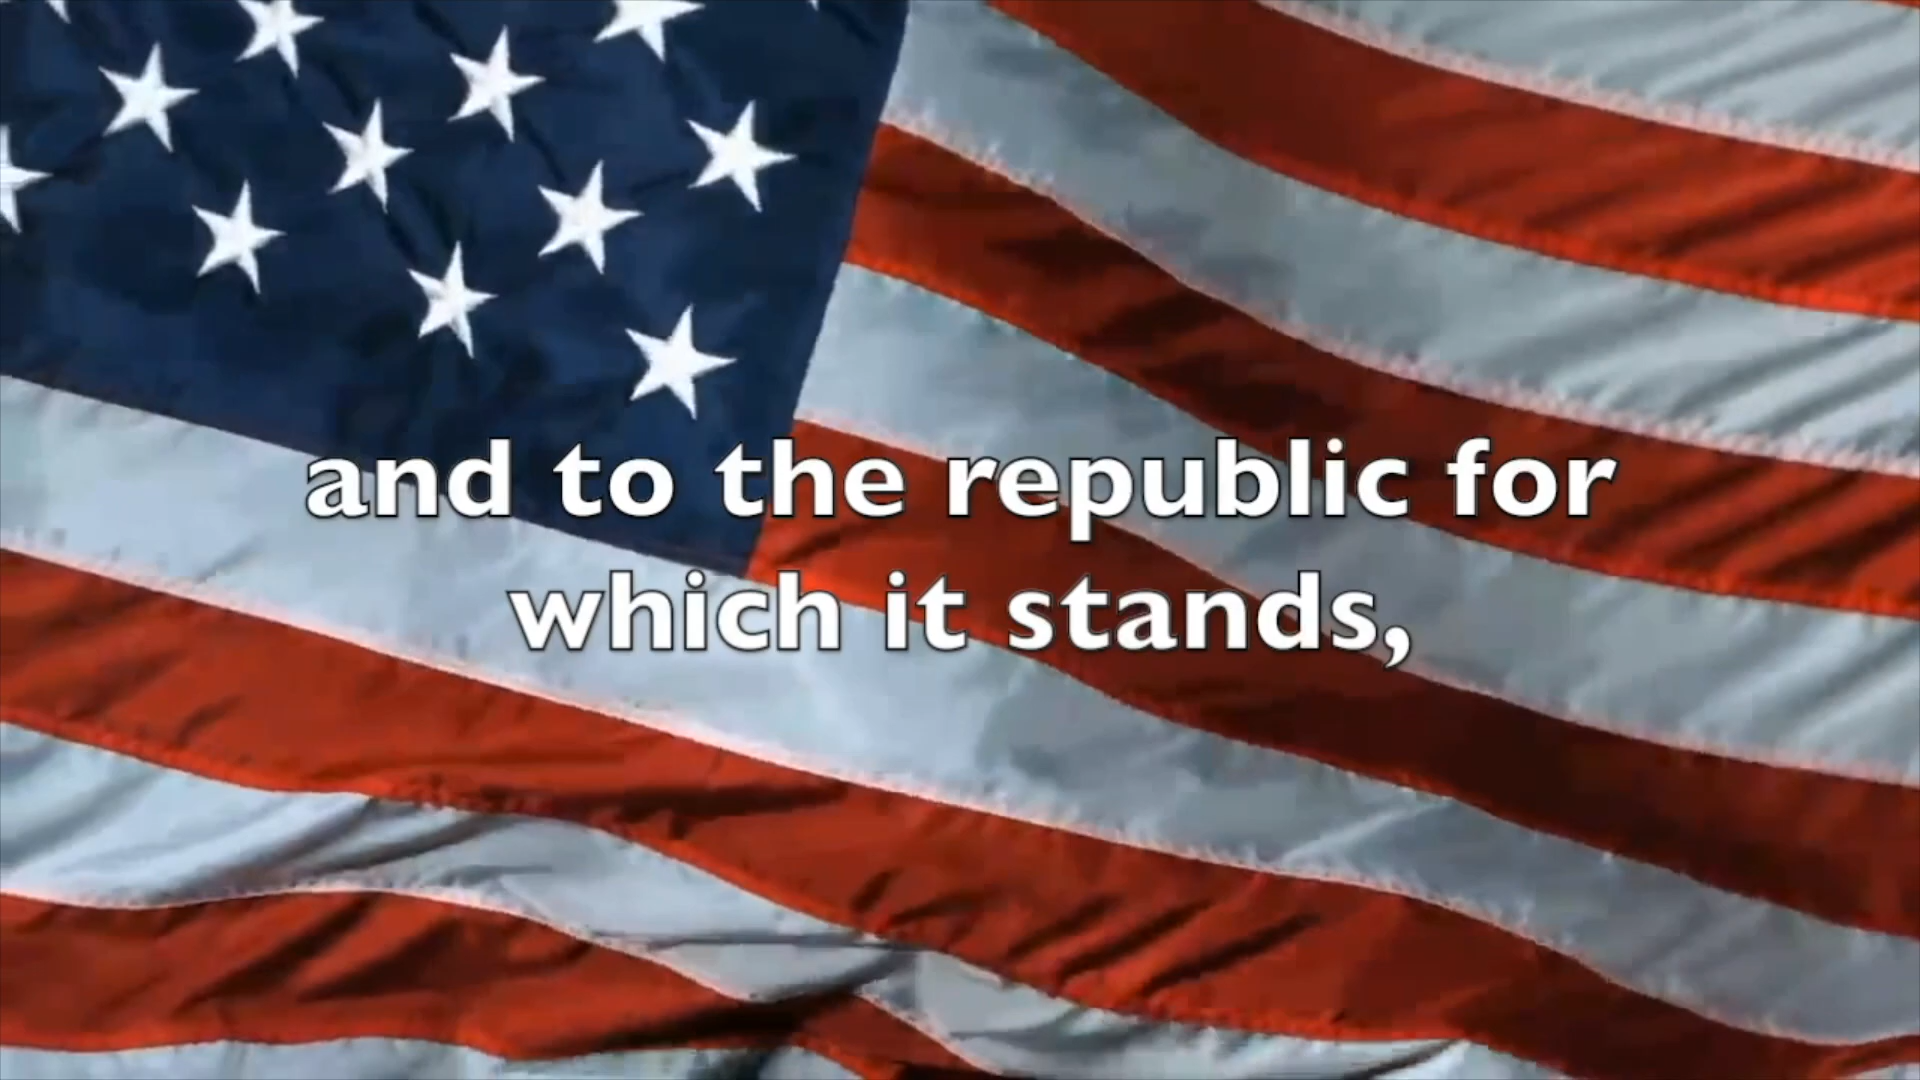 and to the republic for
which it stands,